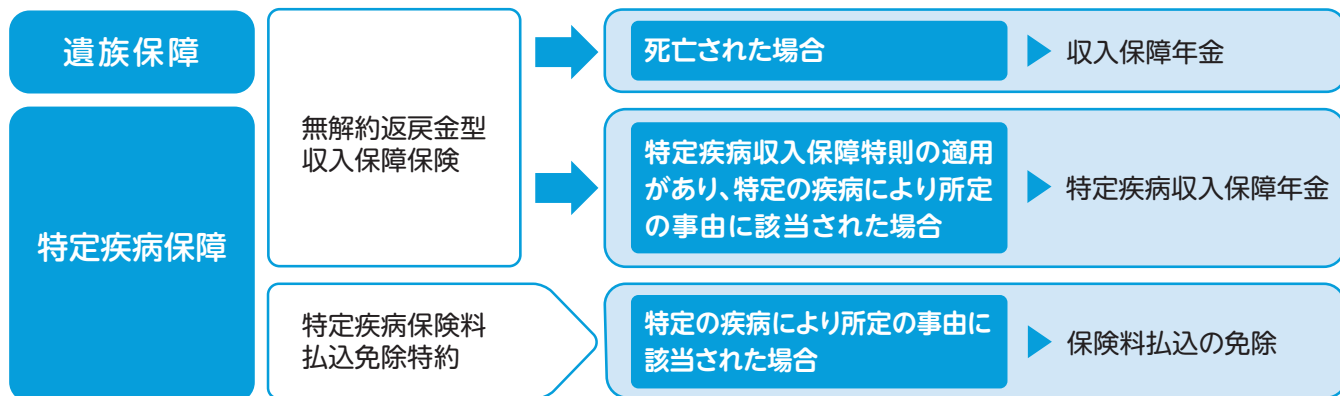 遺族保障
無解約返戻金型
収入保障保険
死亡された場合
収入保障年金
特定疾病保障
特定疾病収入保障特則の適用
があり、特定の疾病により所定
の事由に該当された場合
特定疾病収入保障年金
特定疾病保険料
払込免除特約
特定の疾病により所定の事由に
該当された場合
保険料払込の免除